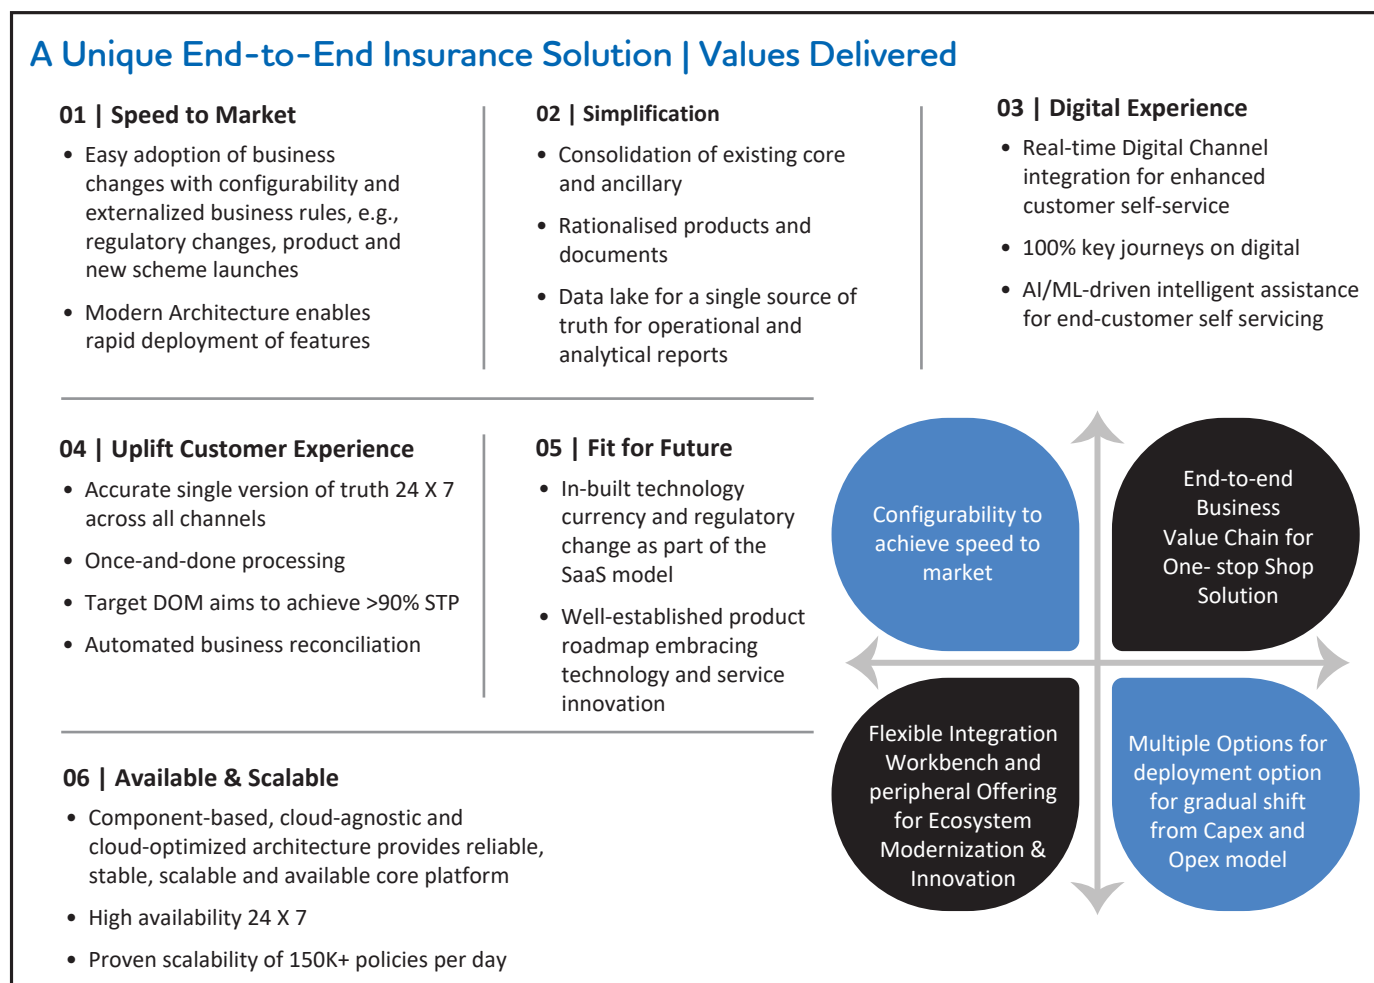 A Unique End-to-End Insurance Solution | Values Delivered
01 | Speed to Market
• Easy adoption of business
changes with configurability and
externalized business rules, e.g.,
regulatory changes, product and
new scheme launches
• Modern Architecture enables
rapid deployment of features
02 | Simplification
• Consolidation of existing core
and ancillary
• Rationalised products and
documents
• Data lake for a single source of
truth for operational and
analytical reports
03 | Digital Experience
• Real-time Digital Channel
integration for enhanced
customer self-service
• 100% key journeys on digital
• AI/ML-driven intelligent assistance
for end-customer self servicing
04 | Uplift Customer Experience
• Accurate single version of truth 24 X 7
across all channels
• Once-and-done processing
• Target DOM aims to achieve >90% STP
• Automated business reconciliation
05 | Fit for Future
• In-built technology
currency and regulatory
change as part of the
SaaS model
• Well-established product
roadmap embracing
technology and service
innovation
06 | Available & Scalable
• Component-based, cloud-agnostic and
cloud-optimized architecture provides reliable,
stable, scalable and available core platform
• High availability 24 X 7
• Proven scalability of 150K+ policies per day
Configurability to
achieve speed to
market
End-to-end
Business
Value Chain for
One- stop Shop
Solution
Flexible Integration
Workbench and
peripheral Offering
for Ecosystem
Modernization &
Innovation
Multiple Options for
deployment option
for gradual shift
from Capex and
Opex model